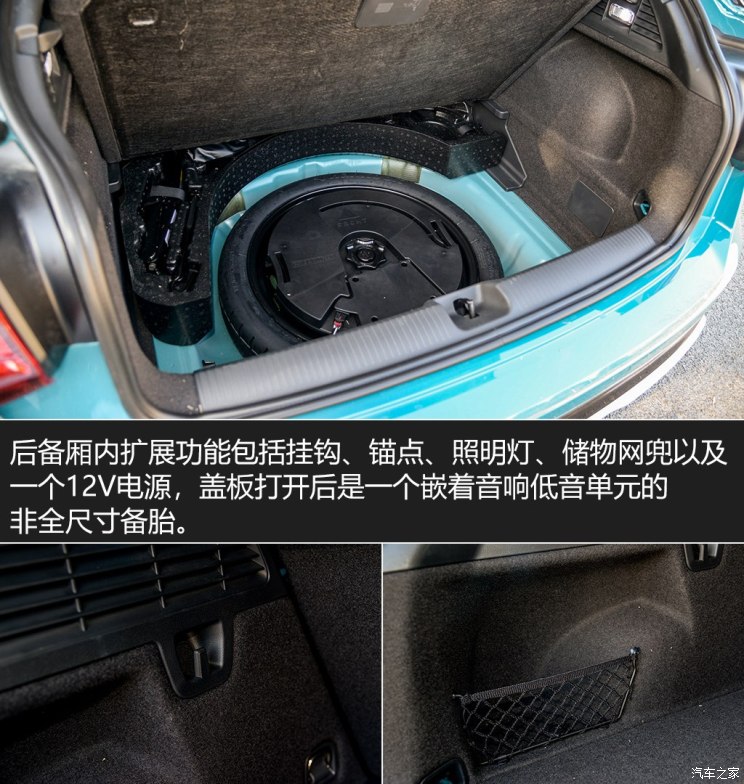 后备厢内扩展功能包括挂钩、锚点、照明灯、储物网兜以及
一个12V电源，盖板打开后是一个嵌着音响低音单元的
非全尺寸备胎。
汽车之家